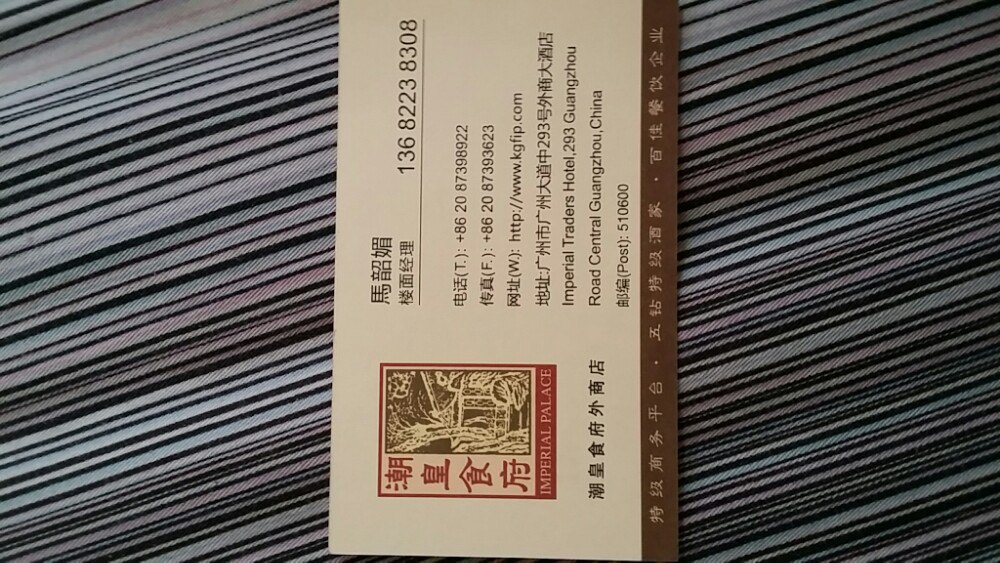 潮皇食府
IMPERIAL PALACE
潮皇食府外商店
馬韶媚
楼面经理
136 8223 8308
电话(T.): +86 20 87398922
传真(F.): +86 20 87393623
网址(W.): http://www.kgfip.com
地址:广州市广州大道中293号外商大酒店
Imperial Traders Hotel,293 Guangzhou
Road Central Guangzhou,China
邮编(Post): 510600
特级商务平台 · 五钻特级酒家 · 百佳餐饮企业